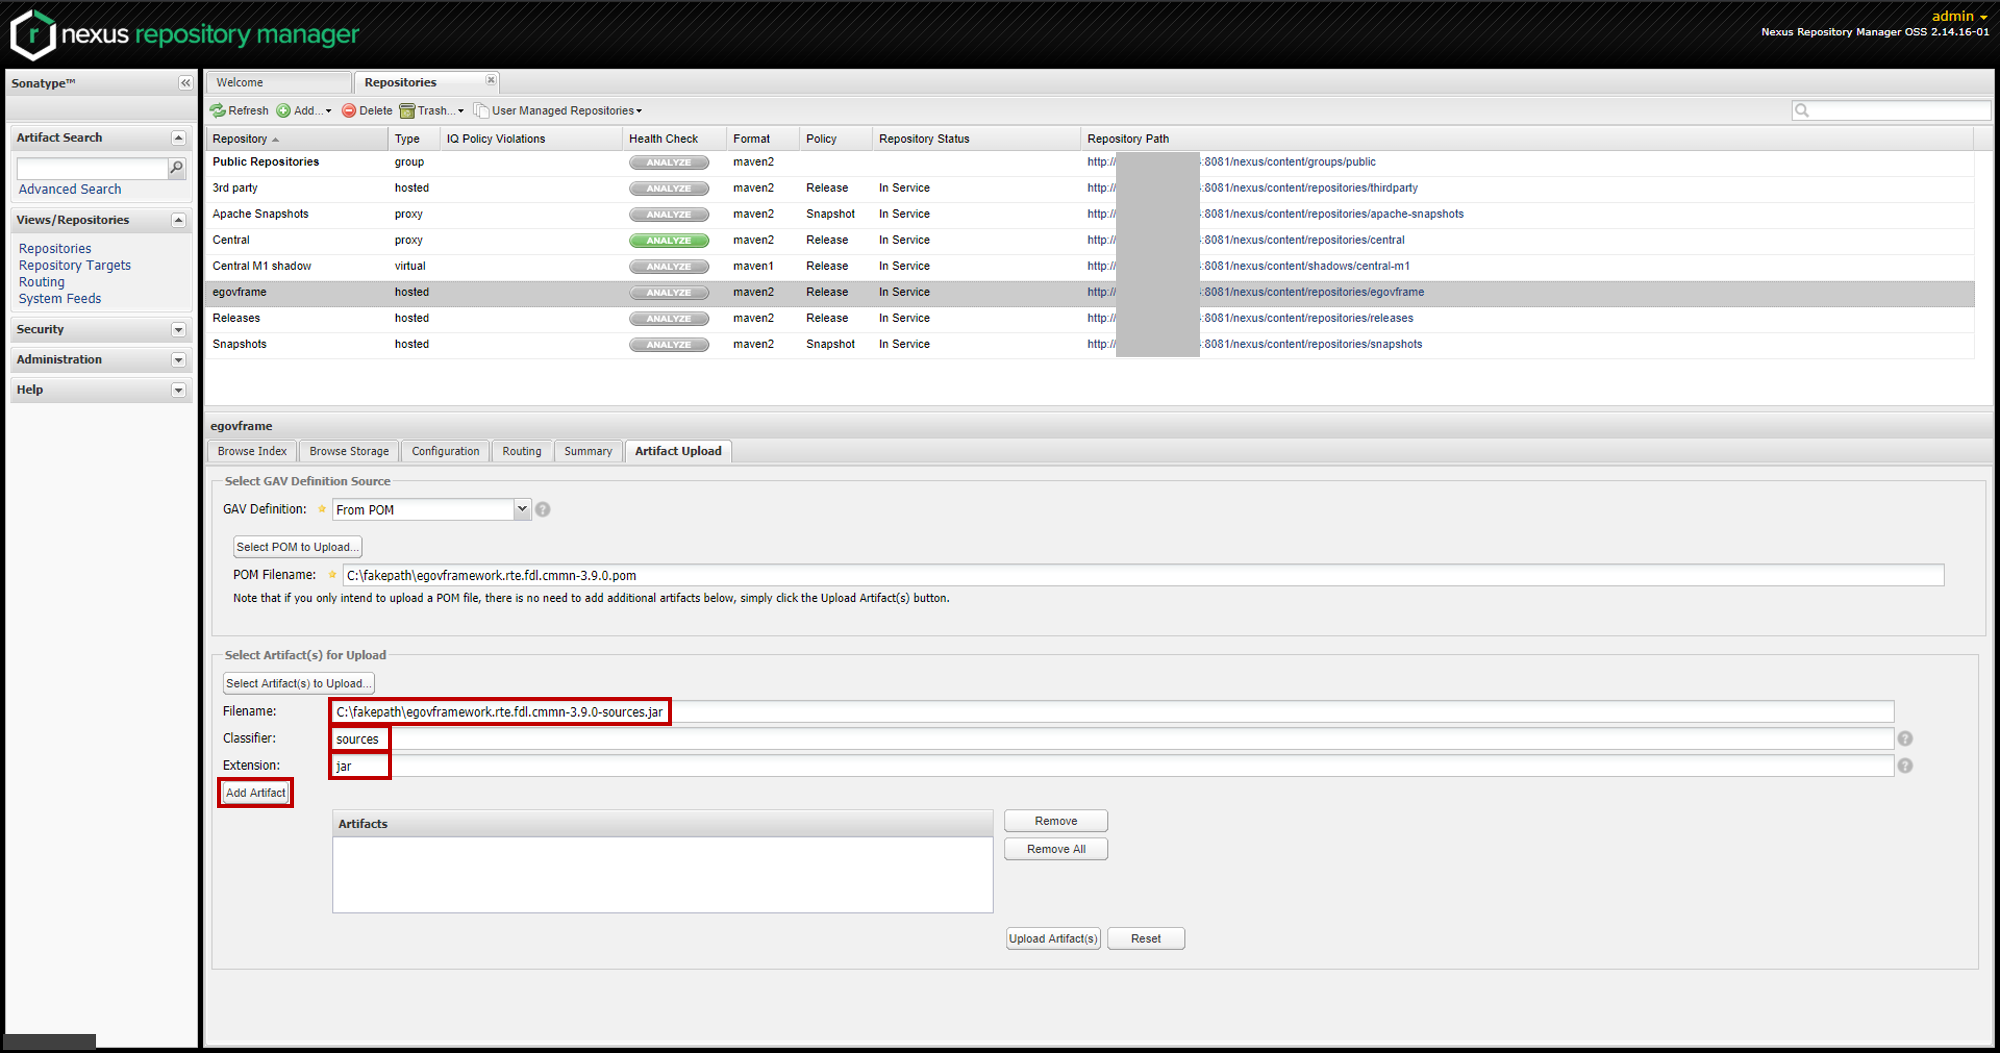 nexus repository manager
admin
Nexus Repository Manager OSS 2.14.16-01
Sonatype™
Artifact Search
Advanced Search
Views/Repositories
Repositories
Repository Targets
Routing
System Feeds
Security
Administration
Help
Welcome
Repositories
Refresh Add... Delete Trash... User Managed Repositories
Repository Type IQ Policy Violations Health Check Format Policy Repository Status Repository Path
Public Repositories group ANALYZE maven2 http:// :8081/nexus/content/groups/public
3rd party hosted ANALYZE maven2 Release In Service http:// :8081/nexus/content/repositories/thirdparty
Apache Snapshots proxy ANALYZE maven2 Snapshot In Service http:// :8081/nexus/content/repositories/apache-snapshots
Central proxy ANALYZE maven2 Release In Service http:// :8081/nexus/content/repositories/central
Central M1 shadow virtual ANALYZE maven1 Release In Service http:// :8081/nexus/content/shadows/central-m1
egovframe hosted ANALYZE maven2 Release In Service http:// :8081/nexus/content/repositories/egovframe
Releases hosted ANALYZE maven2 Release In Service http:// :8081/nexus/content/repositories/releases
Snapshots hosted ANALYZE maven2 Snapshot In Service http:// :8081/nexus/content/repositories/snapshots
egovframe
Browse Index Browse Storage Configuration Routing Summary Artifact Upload
Select GAV Definition Source
GAV Definition: From POM
Select POM to Upload...
POM Filename: C:\fakepath\egovframework.rte.fdl.cmmn-3.9.0.pom
Note that if you only intend to upload a POM file, there is no need to add additional artifacts below, simply click the Upload Artifact(s) button.
Select Artifact(s) for Upload
Select Artifact(s) to Upload...
Filename: C:\fakepath\egovframework.rte.fdl.cmmn-3.9.0-sources.jar
Classifier: sources
Extension: jar
Add Artifact
Artifacts
Remove
Remove All
Upload Artifact(s) Reset